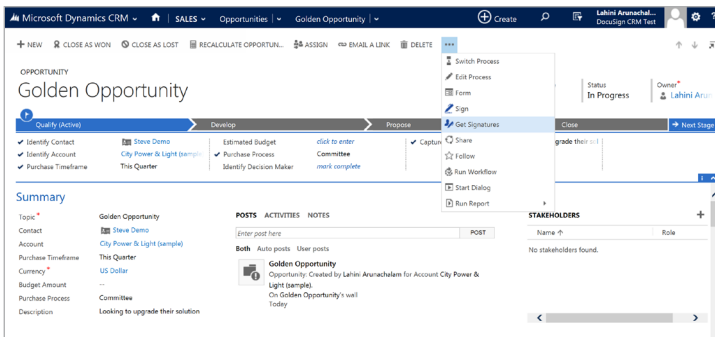 Microsoft Dynamics CRM
SALES
Opportunities
Golden Opportunity
Create
Lahini Arunachal...
DocuSign CRM Test
?
+ NEW
CLOSE AS WON
CLOSE AS LOST
RECALCULATE OPPORTUN...
ASSIGN
EMAIL A LINK
DELETE
...
Switch Process
Edit Process
Form
Sign
Get Signatures
Share
Follow
Run Workflow
Start Dialog
Run Report
OPPORTUNITY
Golden Opportunity
Status
In Progress
Owner*
Lahini Arun
Qualify (Active)
Develop
Propose
Close
Next Stage
Identify Contact
Steve Demo
Estimated Budget
click to enter
Captur
grade their sol
Identify Account
City Power & Light (sample
Purchase Process
Committee
Purchase Timeframe
This Quarter
Identify Decision Maker
mark complete
Summary
Topic *
Golden Opportunity
Contact
Steve Demo
Account
City Power & Light (sample)
Purchase Timeframe
This Quarter
Currency *
US Dollar
Budget Amount
--
Purchase Process
Committee
Description
Looking to upgrade their solution
POSTS ACTIVITIES NOTES
Enter post here
POST
Both Auto posts User posts
Golden Opportunity
Opportunity: Created by Lahini Arunachalam for Account City Power &
Light (sample).
On Golden Opportunity's wall
Today
STAKEHOLDERS
+
Name ↑
Role
No stakeholders found.